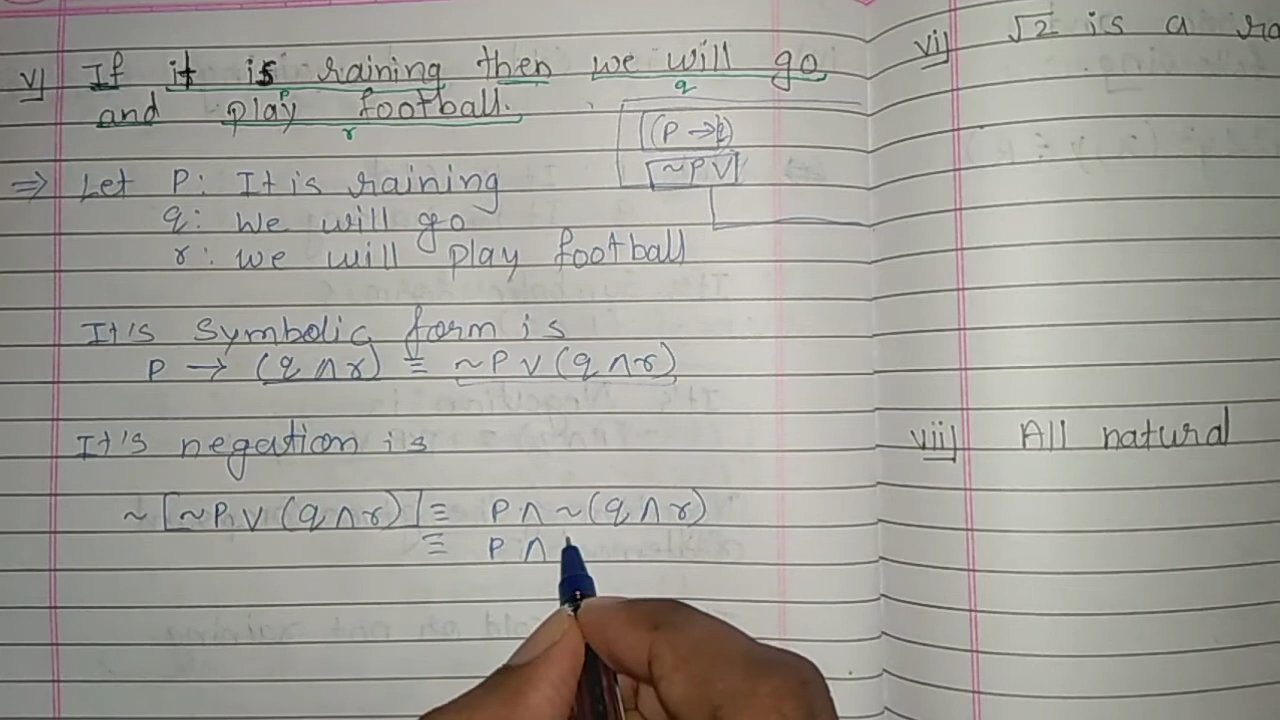 v) If it is raining then we will go
p q
and play football.
r
(P →
~P V
⇒ Let P: It is raining
q: We will go
r: we will play football
It's Symbolic form is
P → (q ∧ r) ≡ ~P V (q ∧ r)
It's negation is
~ [~P V (q ∧ r)] ≡ P ∧ ~(q ∧ r)
≡ P ∧
vi) √2 is a
vii) All natural